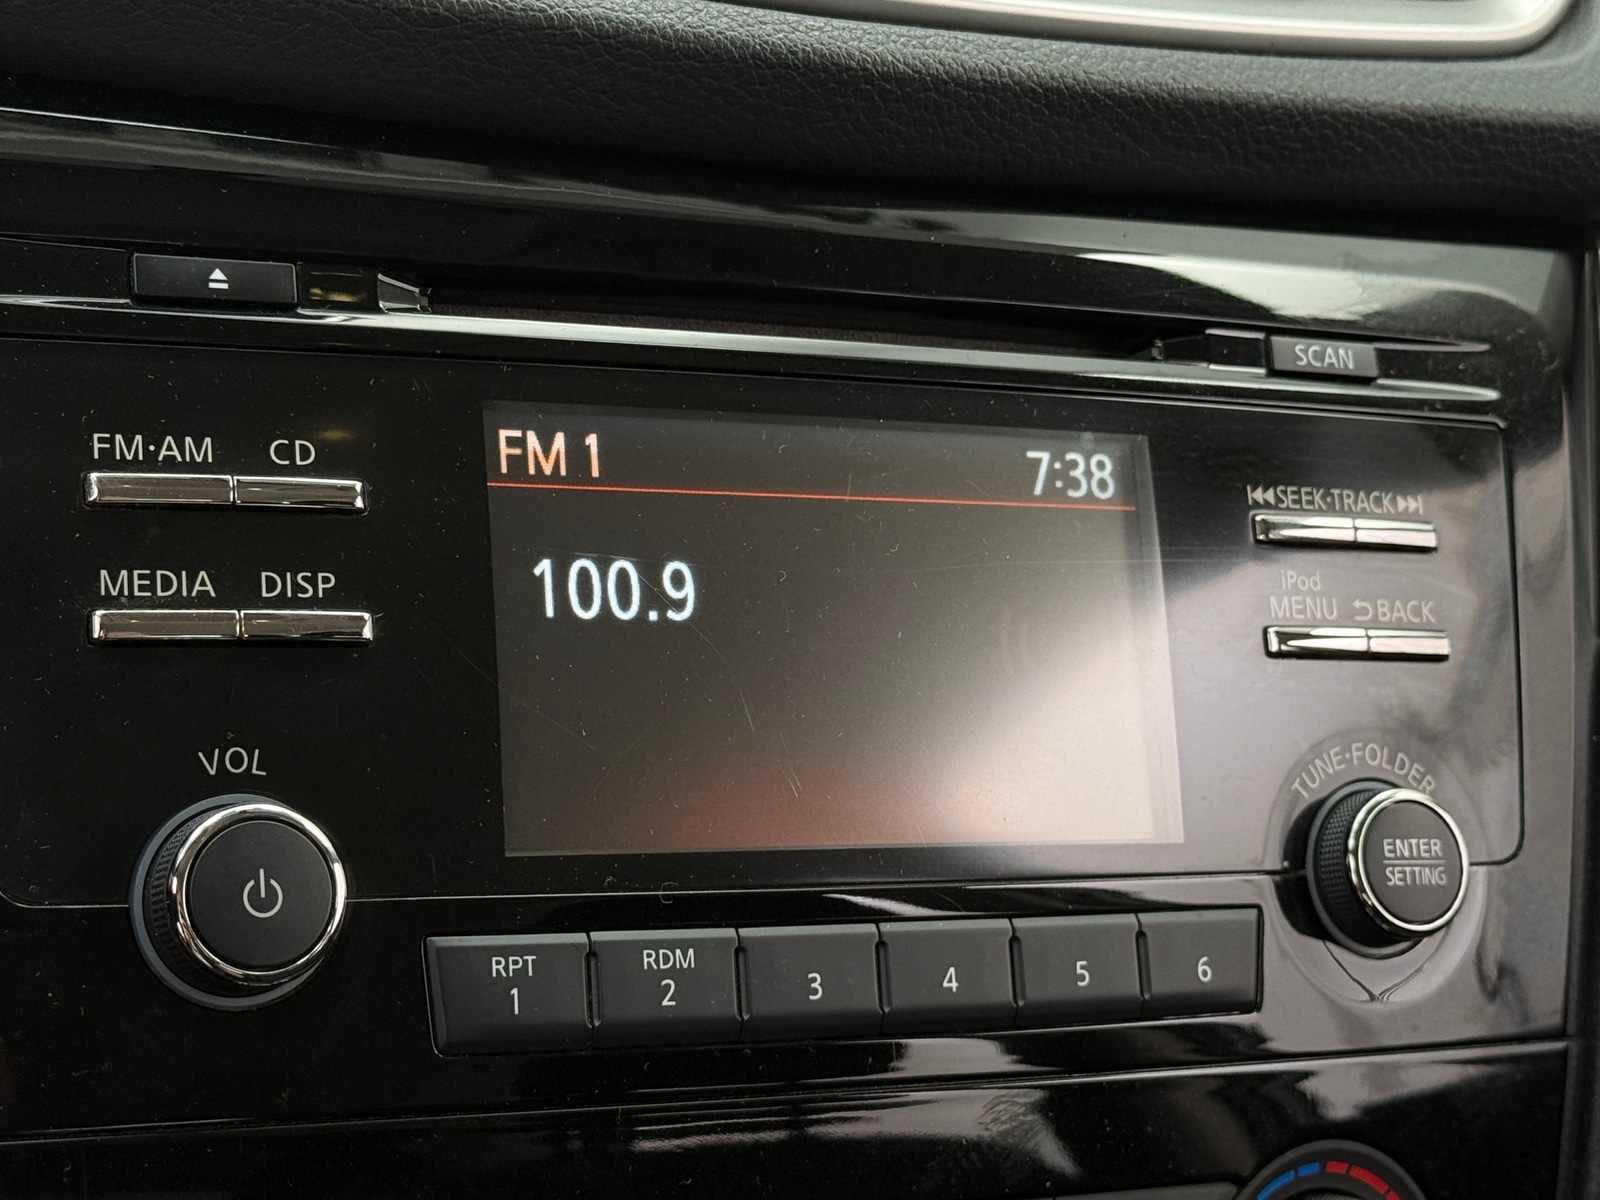 SCAN
FM·AM CD
FM 1 7:38
SEEK·TRACK
100.9
MEDIA DISP
iPod
MENU BACK
VOL
TUNE·FOLDER
ENTER
SETTING
RPT RDM
1 2 3 4 5 6